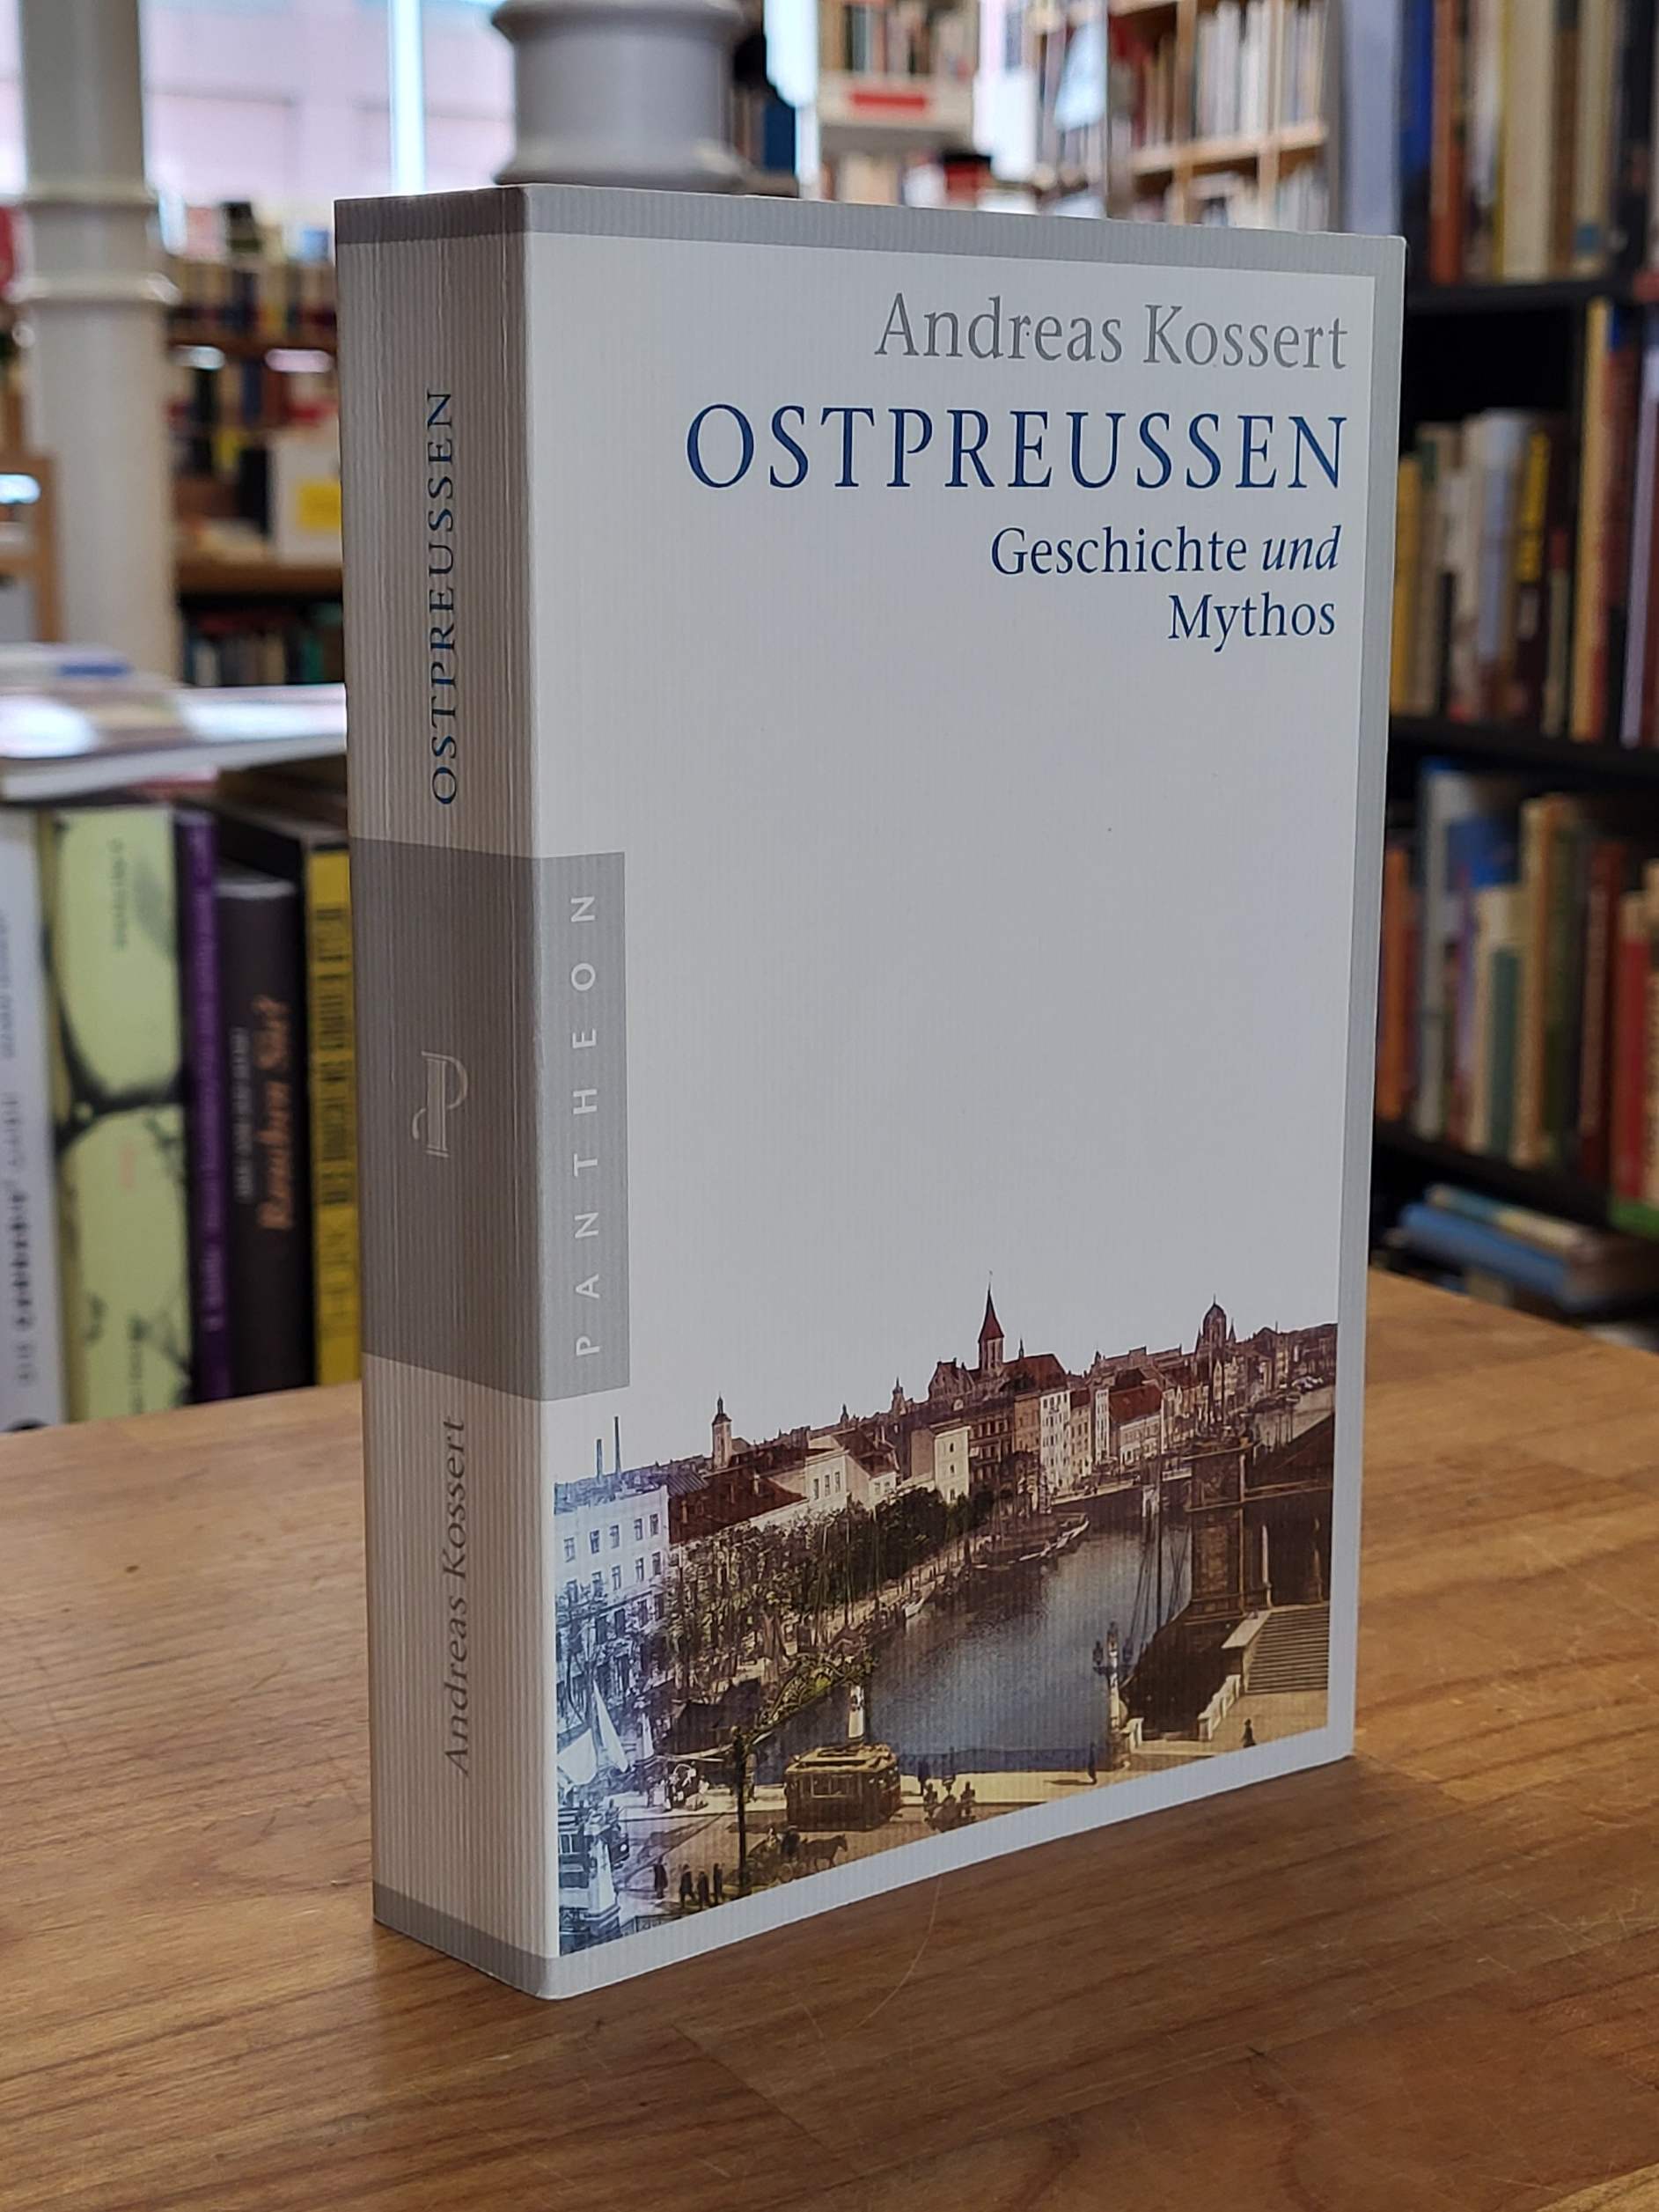 Andreas Kossert
OSTPREUSSEN
Geschichte und
Mythos
PANTHEON
OSTPREUSSEN
Andreas Kossert